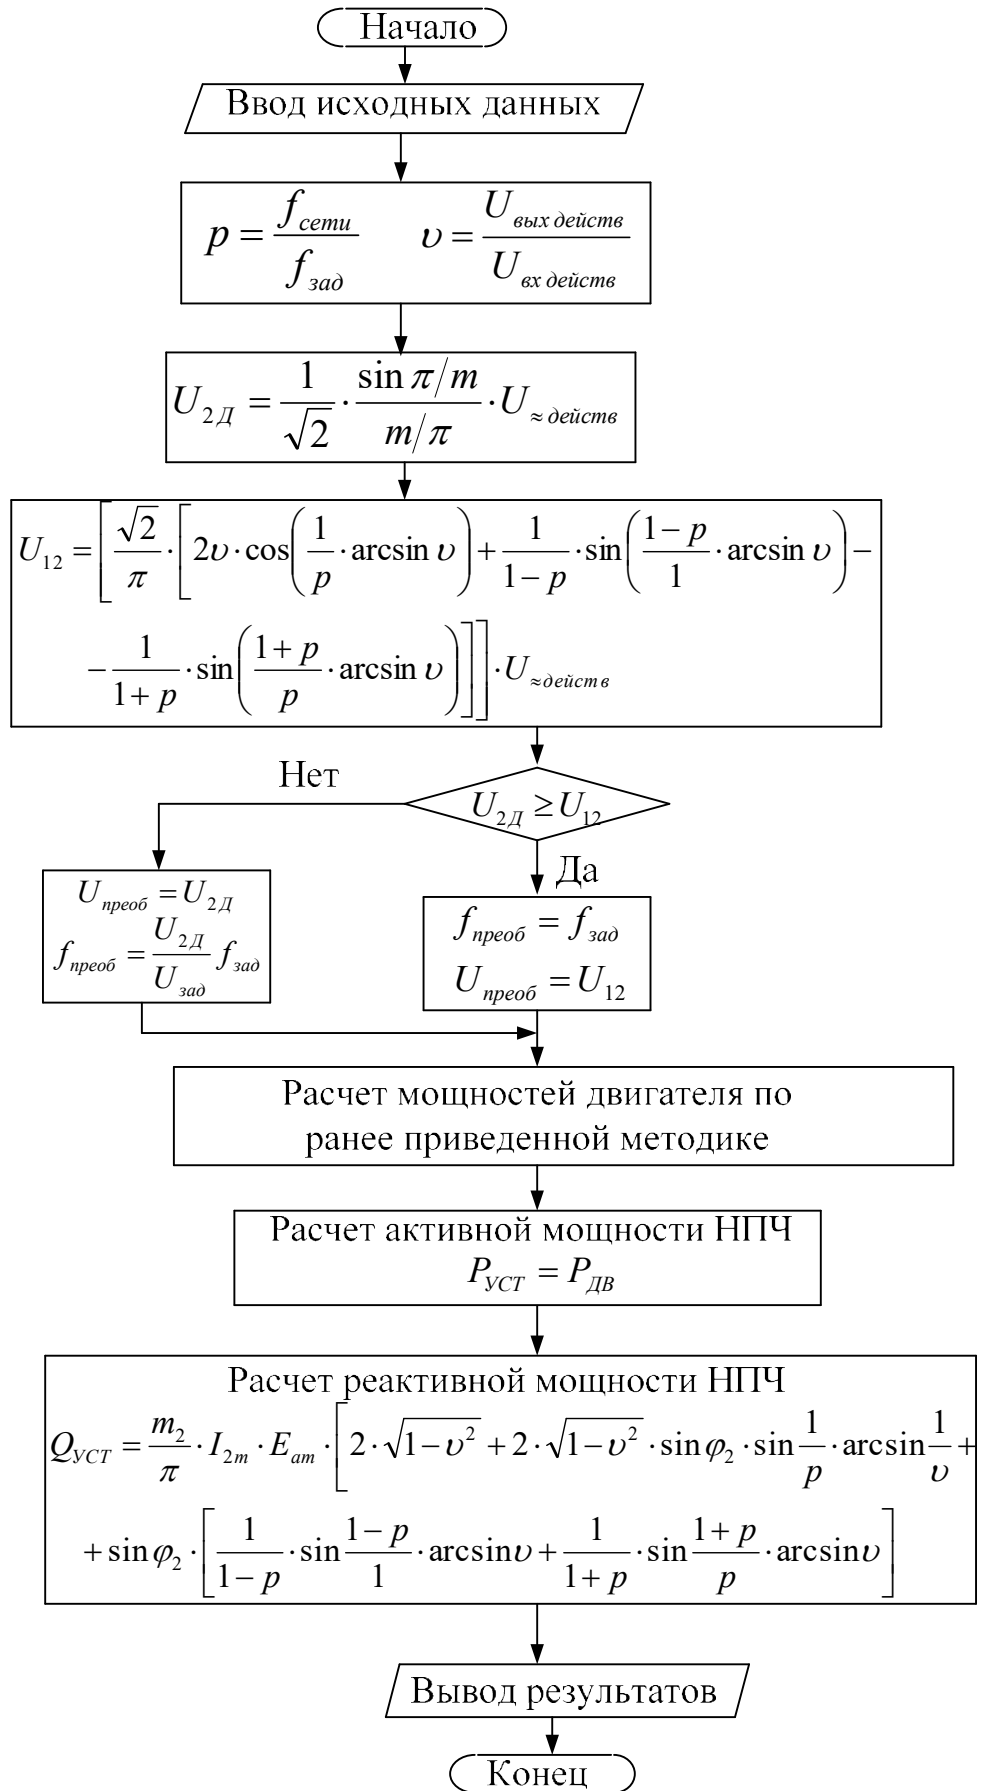 Начало
Ввод исходных данных
p = f_сети / f_зад   υ = U_вых действ / U_вх действ
U_2Д = 1/√2 · (sin π/m)/(m/π) · U_≈ действ
U_12 = [√2/π · [2υ · cos(1/p · arcsin υ) + 1/(1−p) · sin((1−p)/1 · arcsin υ) −
− 1/(1+p) · sin((1+p)/p · arcsin υ)]] · U_≈действ
Нет
U_2Д ≥ U_12
Да
U_преоб = U_2Д
f_преоб = U_2Д/U_зад f_зад
f_преоб = f_зад
U_преоб = U_12
Расчет мощностей двигателя по
ранее приведенной методике
Расчет активной мощности НПЧ
P_УСТ = P_ДВ
Расчет реактивной мощности НПЧ
Q_УСТ = m_2/π · I_2m · E_am · [2 · √(1−υ²) + 2 · √(1−υ²) · sin φ_2 · sin 1/p · arcsin 1/υ +
+ sin φ_2 · [1/(1−p) · sin (1−p)/1 · arcsin υ + 1/(1+p) · sin (1+p)/p · arcsin υ]
Вывод результатов
Конец